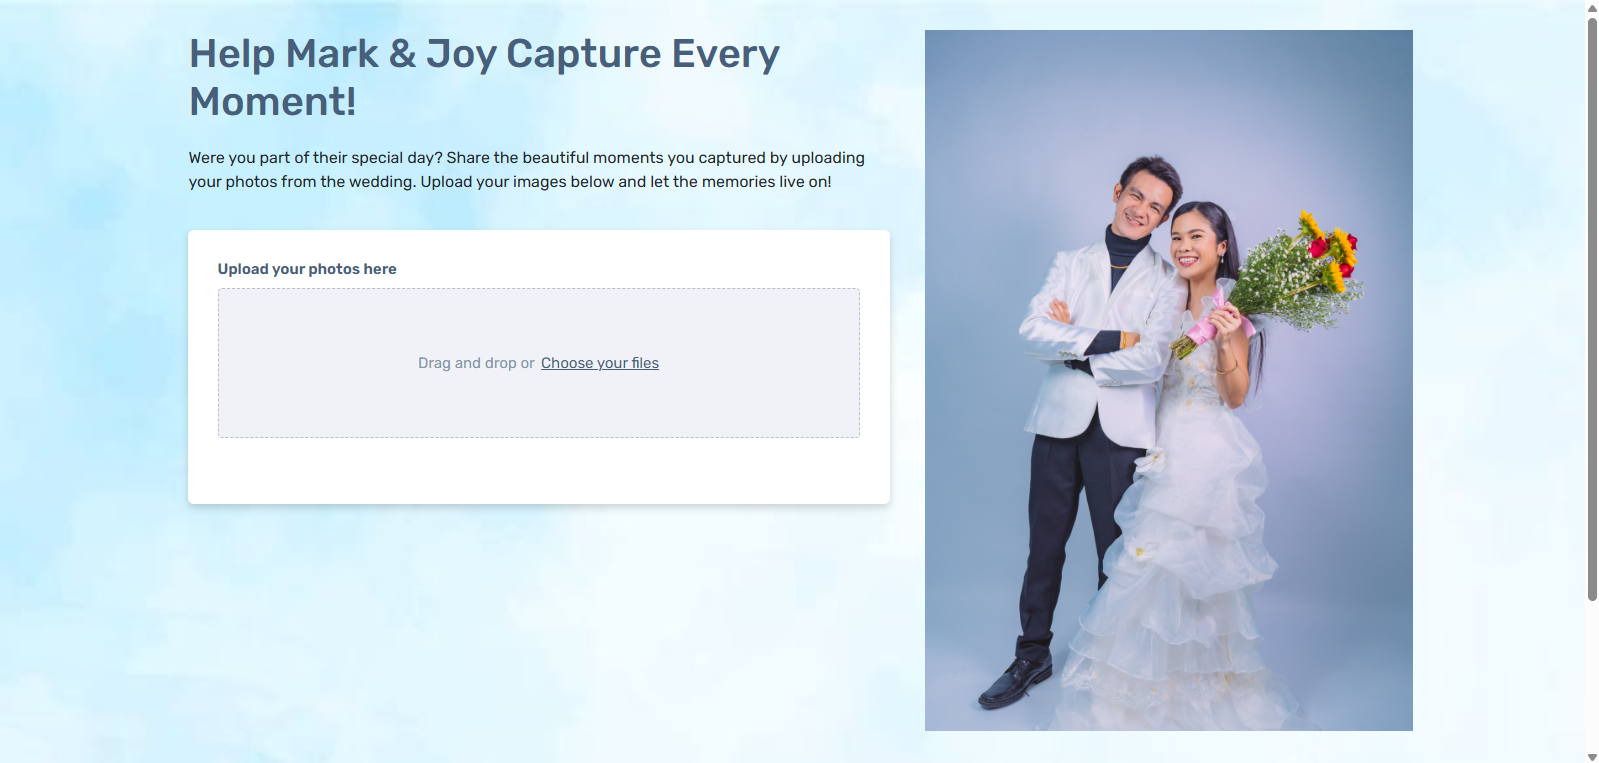 Help Mark & Joy Capture Every
Moment!
Were you part of their special day? Share the beautiful moments you captured by uploading
your photos from the wedding. Upload your images below and let the memories live on!
Upload your photos here
Drag and drop or Choose your files